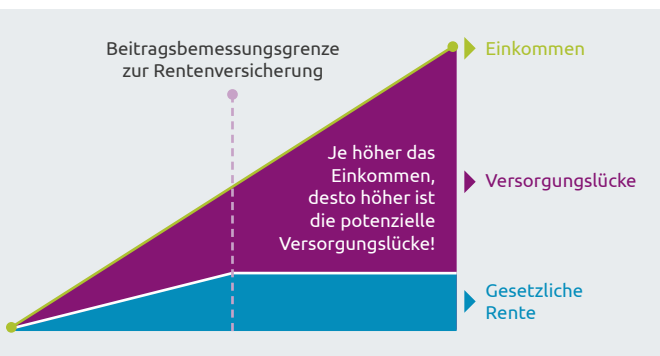 Beitragsbemessungsgrenze
zur Rentenversicherung
Einkommen
Je höher das
Einkommen,
desto höher ist
die potenzielle
Versorgungslücke!
Versorgungslücke
Gesetzliche
Rente